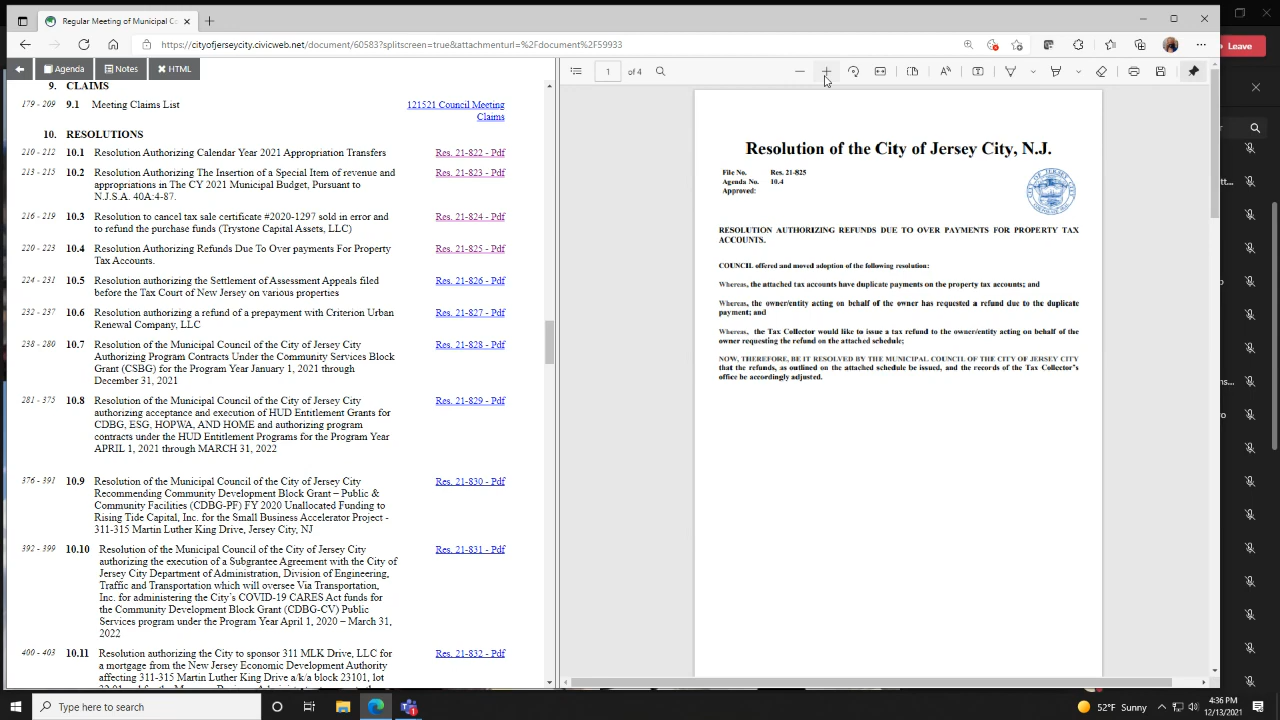 Regular Meeting of Municipal Co
https://cityofjerseycity.civicweb.net/document/60583?splitscreen=true&attachmenturl=%2Fdocument%2F59933
Leave
Agenda
Notes
HTML
1 of 4
9. CLAIMS
179 - 209 9.1 Meeting Claims List 121521 Council Meeting
Claims
10. RESOLUTIONS
210 - 212 10.1 Resolution Authorizing Calendar Year 2021 Appropriation Transfers Res. 21-822 - Pdf
213 - 215 10.2 Resolution Authorizing The Insertion of a Special Item of revenue and Res. 21-823 - Pdf
appropriations in The CY 2021 Municipal Budget, Pursuant to
N.J.S.A. 40A:4-87.
216 - 219 10.3 Resolution to cancel tax sale certificate #2020-1297 sold in error and Res. 21-824 - Pdf
to refund the purchase funds (Trystone Capital Assets, LLC)
220 - 223 10.4 Resolution Authorizing Refunds Due To Over payments For Property Res. 21-825 - Pdf
Tax Accounts.
224 - 231 10.5 Resolution authorizing the Settlement of Assessment Appeals filed Res. 21-826 - Pdf
before the Tax Court of New Jersey on various properties
232 - 237 10.6 Resolution authorizing a refund of a prepayment with Criterion Urban Res. 21-827 - Pdf
Renewal Company, LLC
238 - 280 10.7 Resolution of the Municipal Council of the City of Jersey City Res. 21-828 - Pdf
Authorizing Program Contracts Under the Community Services Block
Grant (CSBG) for the Program Year January 1, 2021 through
December 31, 2021
281 - 375 10.8 Resolution of the Municipal Council of the City of Jersey City Res. 21-829 - Pdf
authorizing acceptance and execution of HUD Entitlement Grants for
CDBG, ESG, HOPWA, AND HOME and authorizing program
contracts under the HUD Entitlement Programs for the Program Year
APRIL 1, 2021 through MARCH 31, 2022
376 - 391 10.9 Resolution of the Municipal Council of the City of Jersey City Res. 21-830 - Pdf
Recommending Community Development Block Grant – Public &
Community Facilities (CDBG-PF) FY 2020 Unallocated Funding to
Rising Tide Capital, Inc. for the Small Business Accelerator Project -
311-315 Martin Luther King Drive, Jersey City, NJ
392 - 399 10.10 Resolution of the Municipal Council of the City of Jersey City Res. 21-831 - Pdf
authorizing the execution of a Subgrantee Agreement with the City of
Jersey City Department of Administration, Division of Engineering,
Traffic and Transportation which will oversee Via Transportation,
Inc. for administering the City's COVID-19 CARES Act funds for
the Community Development Block Grant (CDBG-CV) Public
Services program under the Program Year April 1, 2020 – March 31,
2022
400 - 403 10.11 Resolution authorizing the City to sponsor 311 MLK Drive, LLC for Res. 21-832 - Pdf
a mortgage from the New Jersey Economic Development Authority
affecting 311-315 Martin Luther King Drive a/k/a block 23101, lot
Resolution of the City of Jersey City, N.J.
File No. Res. 21-825
Agenda No. 10.4
Approved:
RESOLUTION AUTHORIZING REFUNDS DUE TO OVER PAYMENTS FOR PROPERTY TAX
ACCOUNTS.
COUNCIL offered and moved adoption of the following resolution:
Whereas, the attached tax accounts have duplicate payments on the property tax accounts; and
Whereas, the owner/entity acting on behalf of the owner has requested a refund due to the duplicate
payment; and
Whereas, the Tax Collector would like to issue a tax refund to the owner/entity acting on behalf of the
owner requesting the refund on the attached schedule;
NOW, THEREFORE, BE IT RESOLVED BY THE MUNICIPAL COUNCIL OF THE CITY OF JERSEY CITY
that the refunds, as outlined on the attached schedule be issued, and the records of the Tax Collector's
office be accordingly adjusted.
Type here to search
52°F Sunny
4:36 PM
12/13/2021